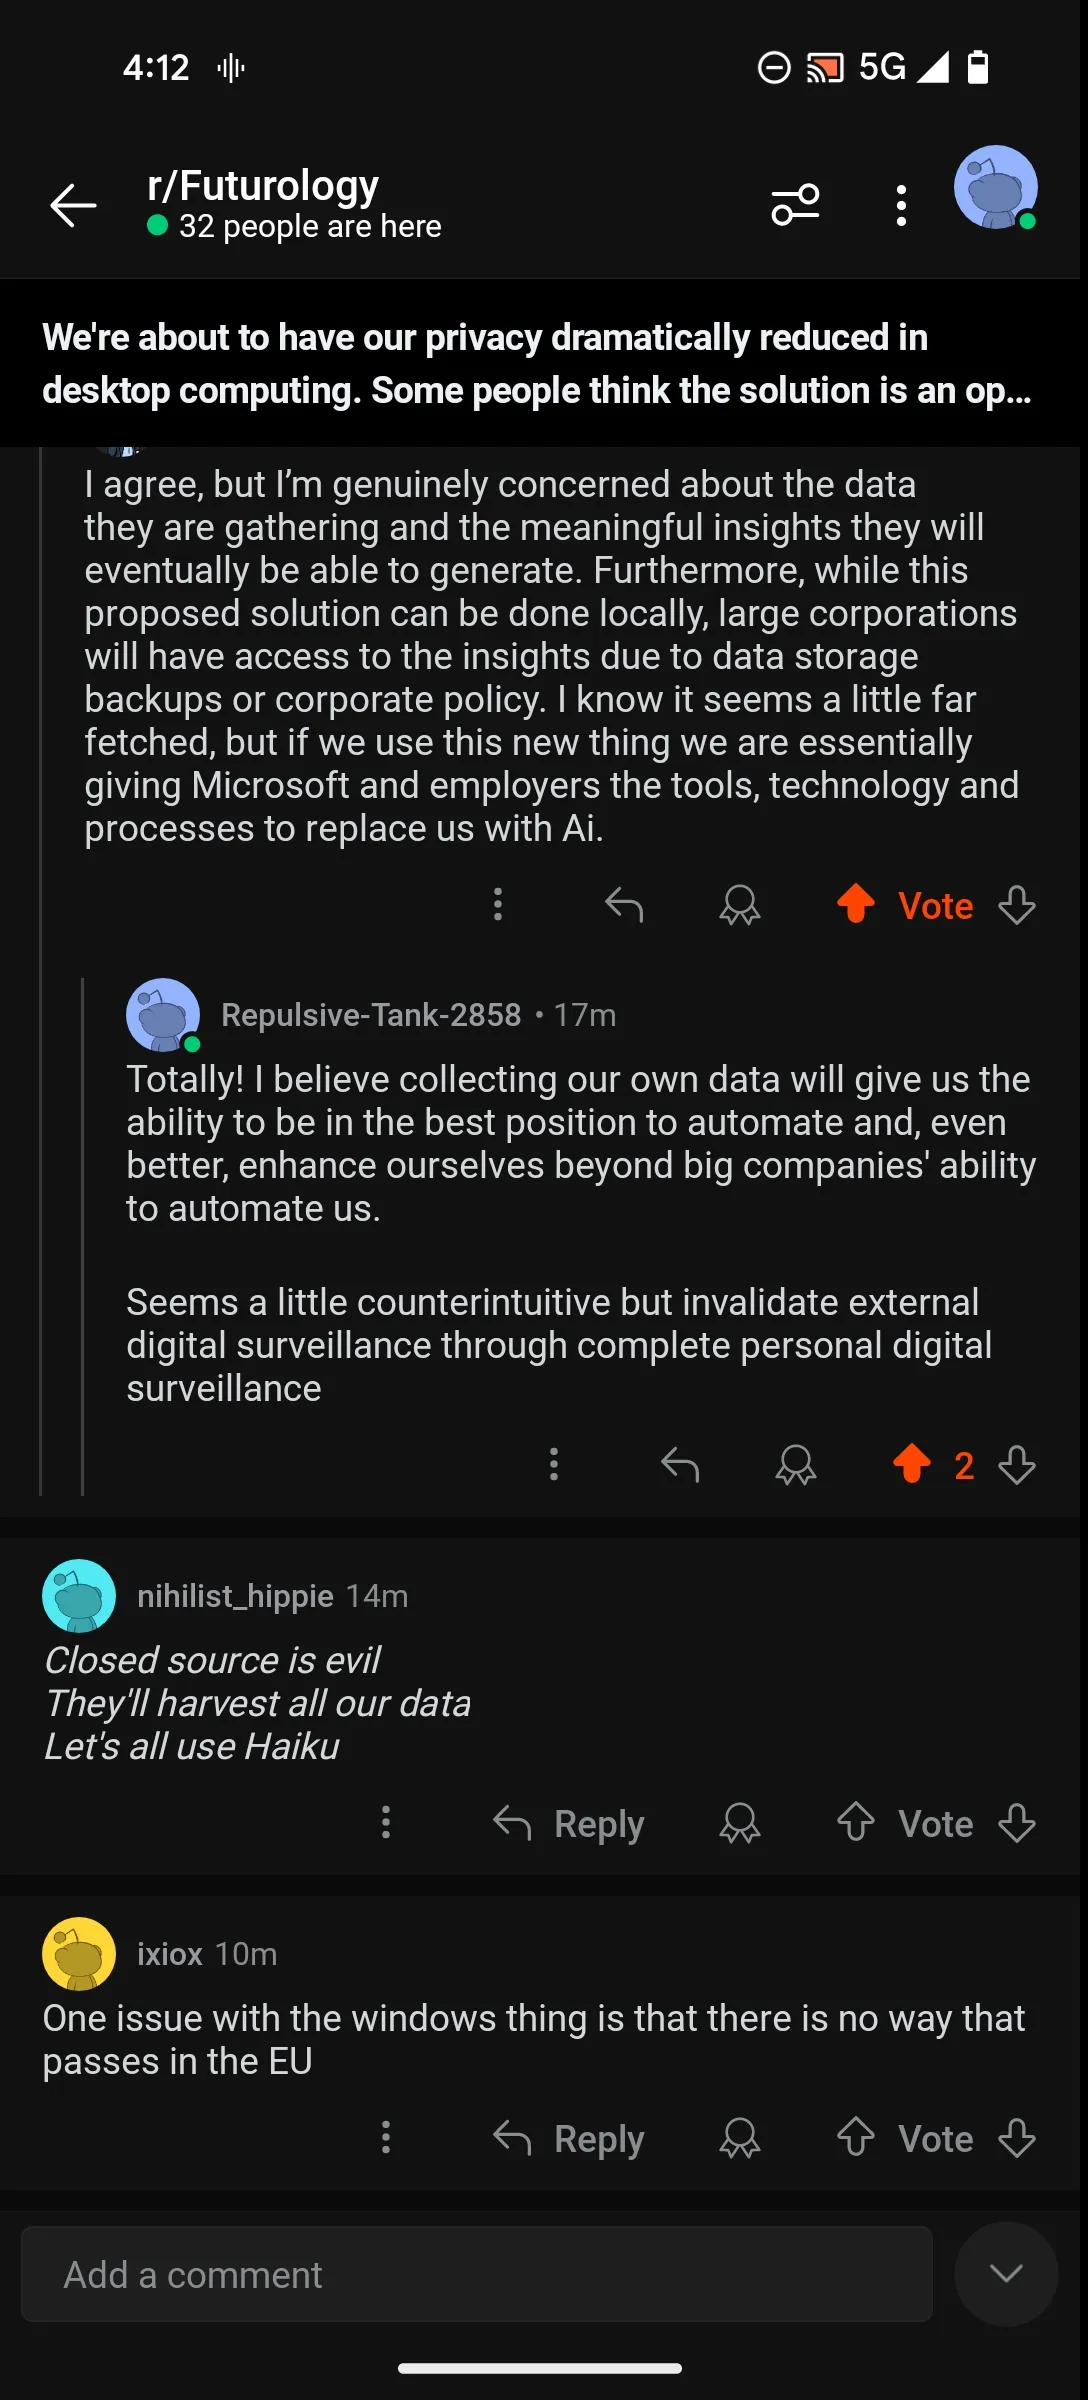 4:12
5G
r/Futurology
32 people are here
We're about to have our privacy dramatically reduced in
desktop computing. Some people think the solution is an op...
I agree, but I’m genuinely concerned about the data
they are gathering and the meaningful insights they will
eventually be able to generate. Furthermore, while this
proposed solution can be done locally, large corporations
will have access to the insights due to data storage
backups or corporate policy. I know it seems a little far
fetched, but if we use this new thing we are essentially
giving Microsoft and employers the tools, technology and
processes to replace us with Ai.
Vote
Repulsive-Tank-2858 • 17m
Totally! I believe collecting our own data will give us the
ability to be in the best position to automate and, even
better, enhance ourselves beyond big companies' ability
to automate us.
Seems a little counterintuitive but invalidate external
digital surveillance through complete personal digital
surveillance
2
nihilist_hippie 14m
Closed source is evil
They'll harvest all our data
Let's all use Haiku
Reply Vote
ixiox 10m
One issue with the windows thing is that there is no way that
passes in the EU
Reply Vote
Add a comment